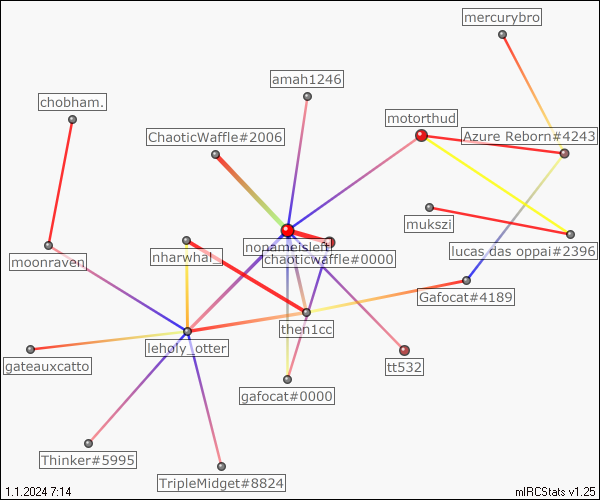 mercurybro
amah1246
chobham.
motorthud
ChaoticWaffle#2006
Azure Reborn#4243
mukszi
nonameisleft
lucas das oppai#2396
moonraven
nharwhal_
chaoticwaffle#0000
Gafocat#4189
then1cc
leholy_otter
gateauxcatto
tt532
gafocat#0000
Thinker#5995
TripleMidget#8824
1.1.2024 7:14
mIRCStats v1.25